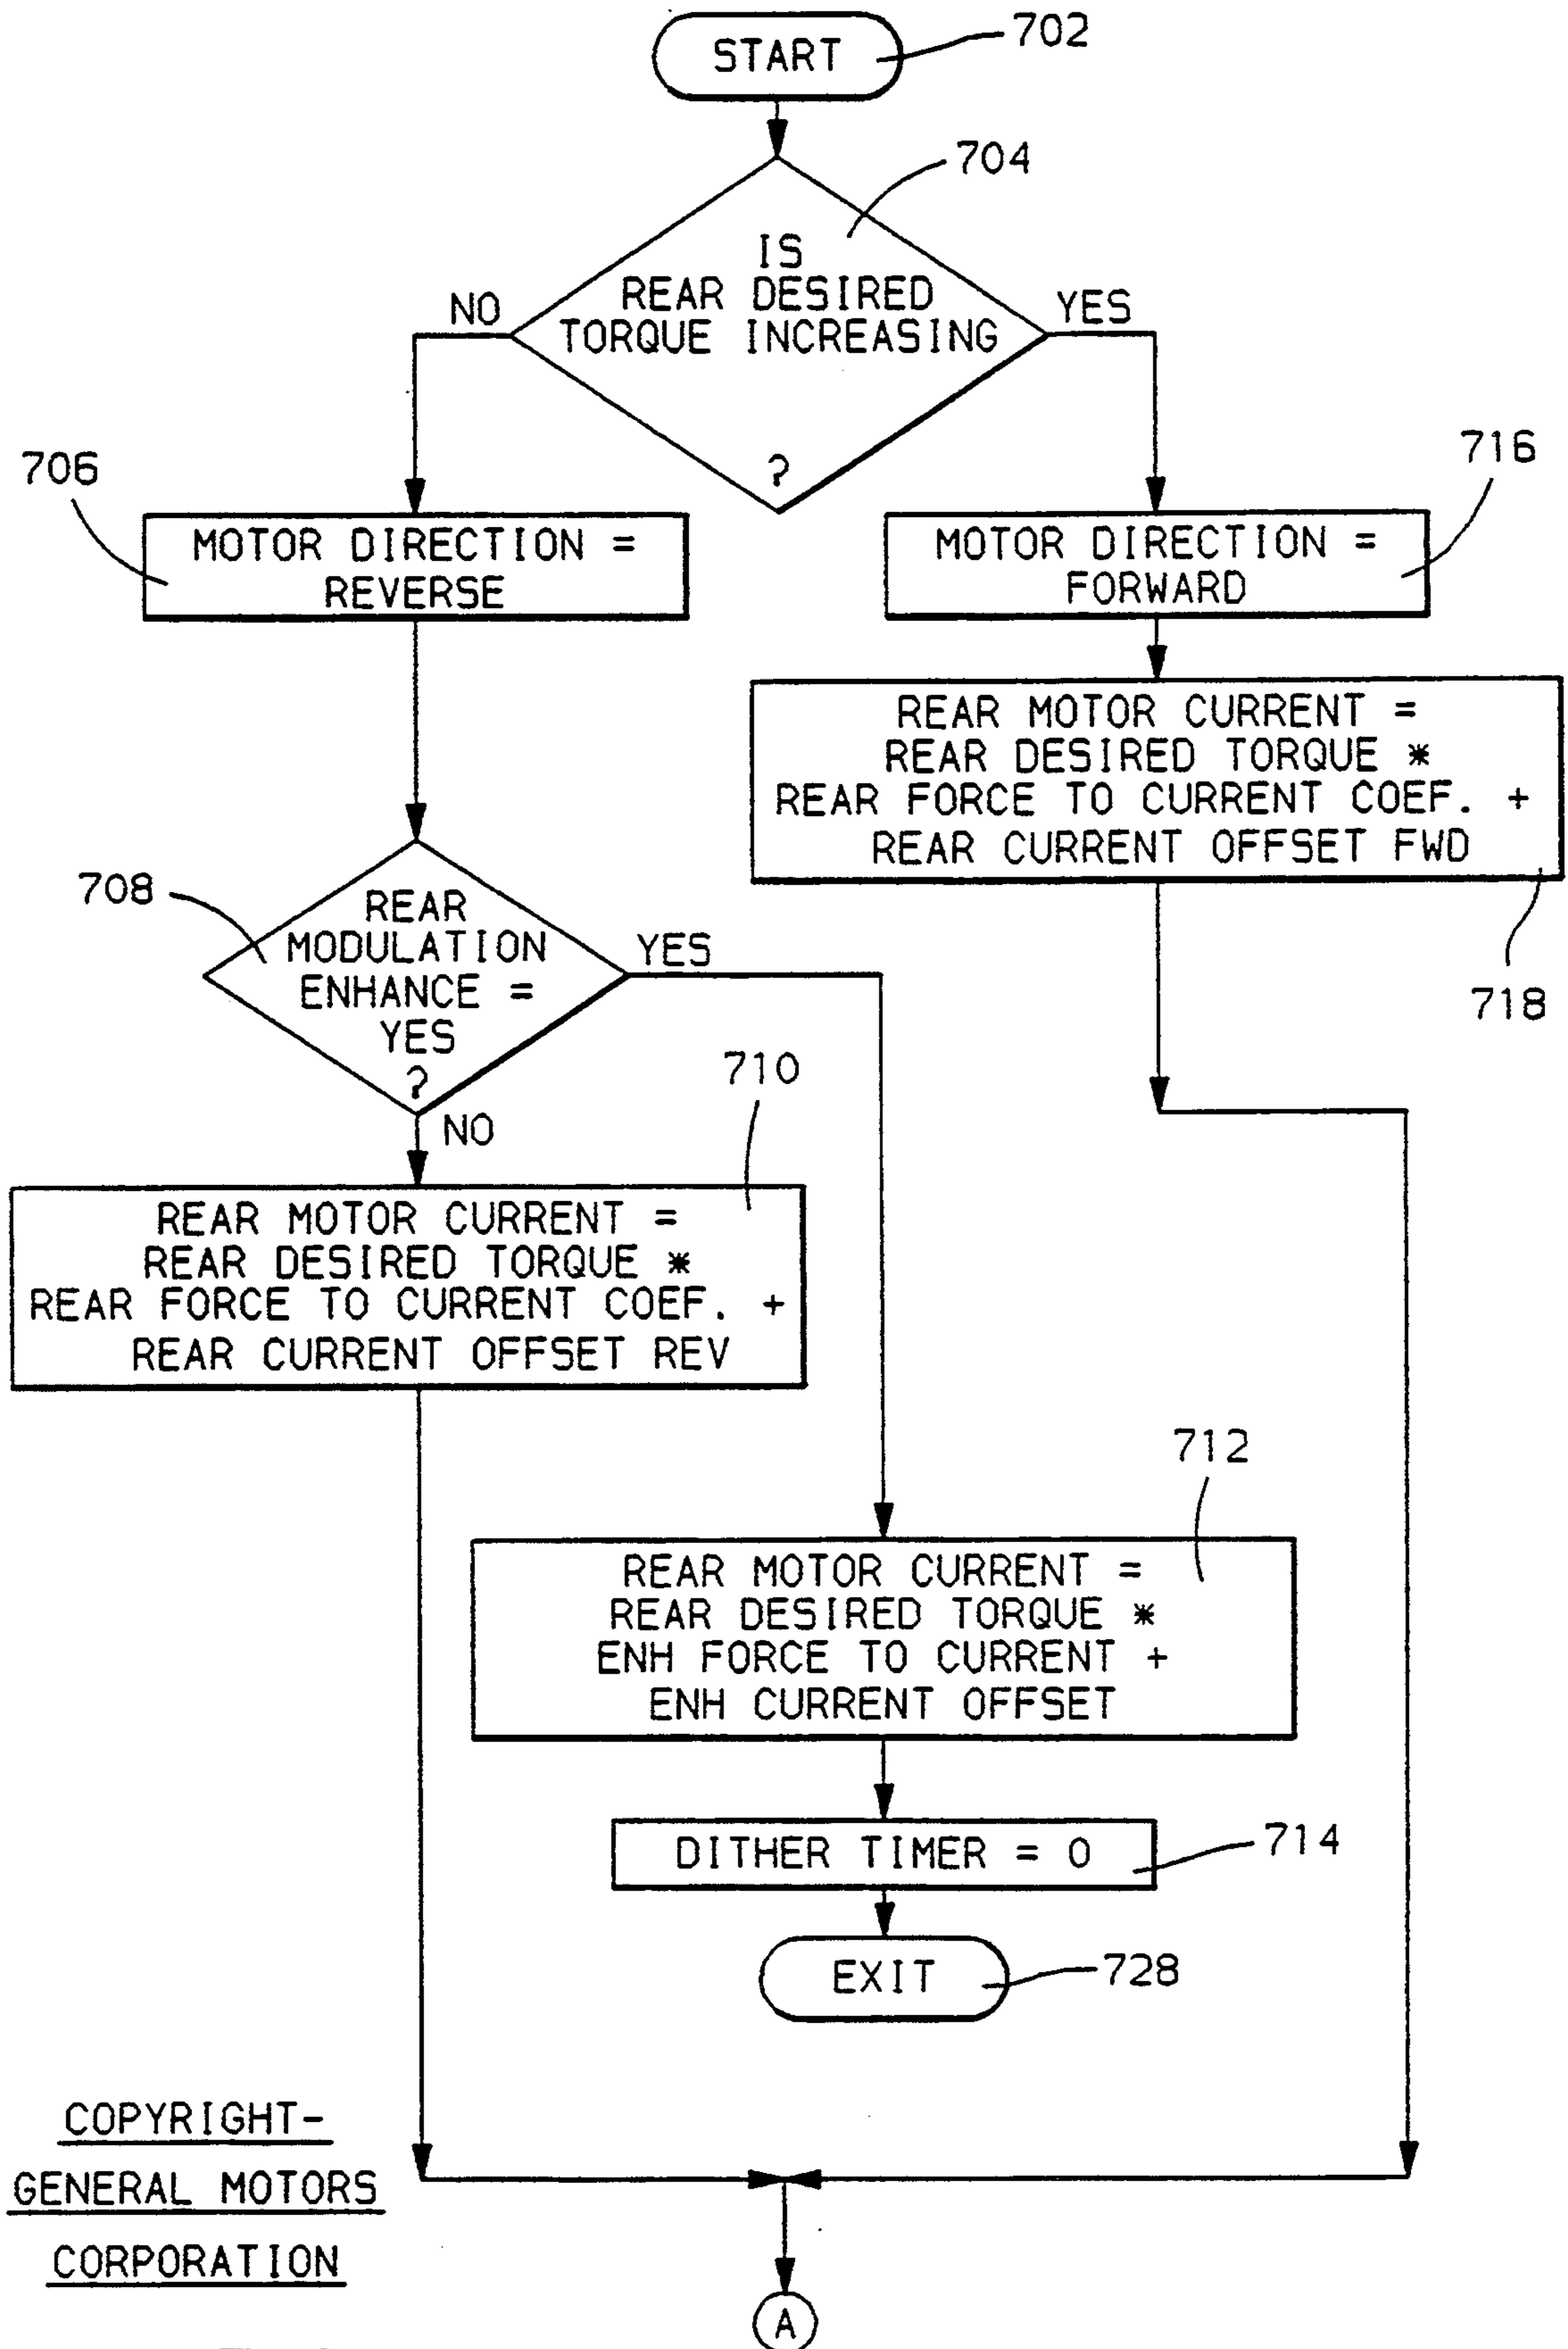 START
702
704
IS
REAR DESIRED
TORQUE INCREASING
?
NO
YES
706
MOTOR DIRECTION =
REVERSE
716
MOTOR DIRECTION =
FORWARD
REAR MOTOR CURRENT =
REAR DESIRED TORQUE *
REAR FORCE TO CURRENT COEF. +
REAR CURRENT OFFSET FWD
718
708
REAR
MODULATION
ENHANCE =
YES
?
YES
NO
710
REAR MOTOR CURRENT =
REAR DESIRED TORQUE *
REAR FORCE TO CURRENT COEF. +
REAR CURRENT OFFSET REV
712
REAR MOTOR CURRENT =
REAR DESIRED TORQUE *
ENH FORCE TO CURRENT +
ENH CURRENT OFFSET
DITHER TIMER = 0
714
EXIT
728
COPYRIGHT-
GENERAL MOTORS
CORPORATION
A